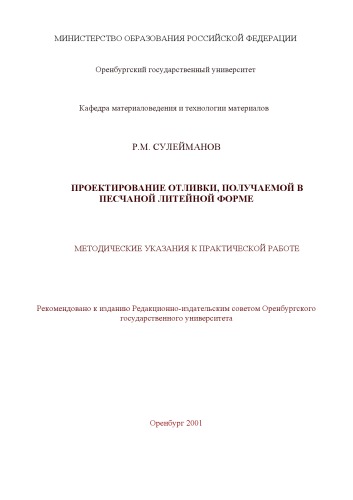 МИНИСТЕРСТВО ОБРАЗОВАНИЯ РОССИЙСКОЙ ФЕДЕРАЦИИ
Оренбургский государственный университет
Кафедра материаловедения и технологии материалов
Р.М. СУЛЕЙМАНОВ
ПРОЕКТИРОВАНИЕ ОТЛИВКИ, ПОЛУЧАЕМОЙ В
ПЕСЧАНОЙ ЛИТЕЙНОЙ ФОРМЕ
МЕТОДИЧЕСКИЕ УКАЗАНИЯ К ПРАКТИЧЕСКОЙ РАБОТЕ
Рекомендовано к изданию Редакционно-издательским советом Оренбургского
государственного университета
Оренбург 2001